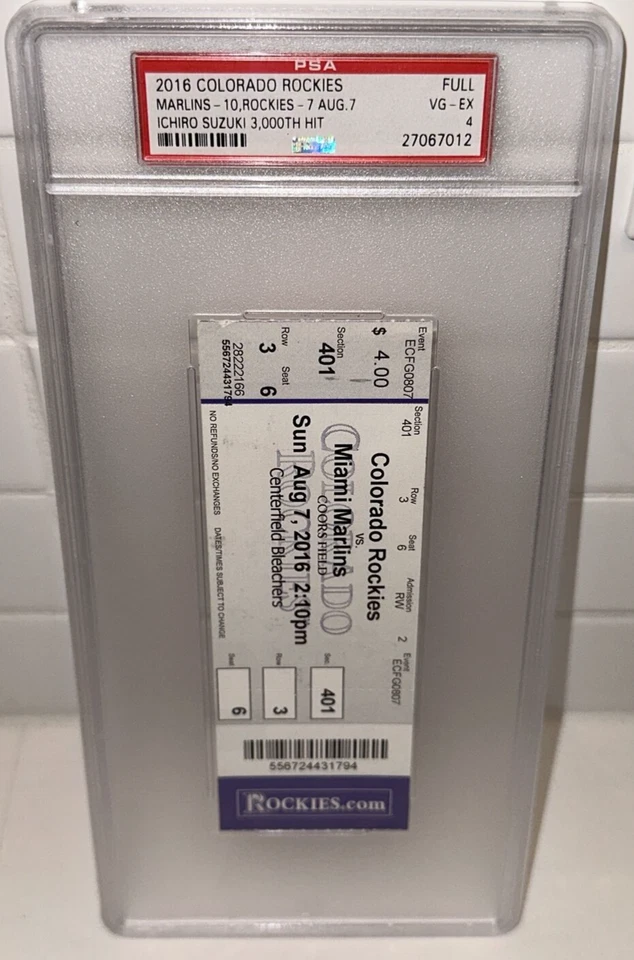 PSA
2016 COLORADO ROCKIES FULL
MARLINS - 10,ROCKIES - 7 AUG.7 VG - EX
ICHIRO SUZUKI 3,000TH HIT 4
27067012
Event Section Row Seat Admission Event
ECFG0807 401 3 6 RW 2 ECFG0807
$ 4.00
Section
401
Row Seat
3 6
28222166
556724431794
Colorado Rockies
vs.
Miami Marlins
COLORADO
COORS FIELD
ROCKIES
Sun Aug 7, 2016 2:10pm
Centerfield Bleachers
NO REFUNDS/NO EXCHANGES DATES/TIMES SUBJECT TO CHANGE
Sec.
401
Row
3
Seat
6
556724431794
ROCKIES.com